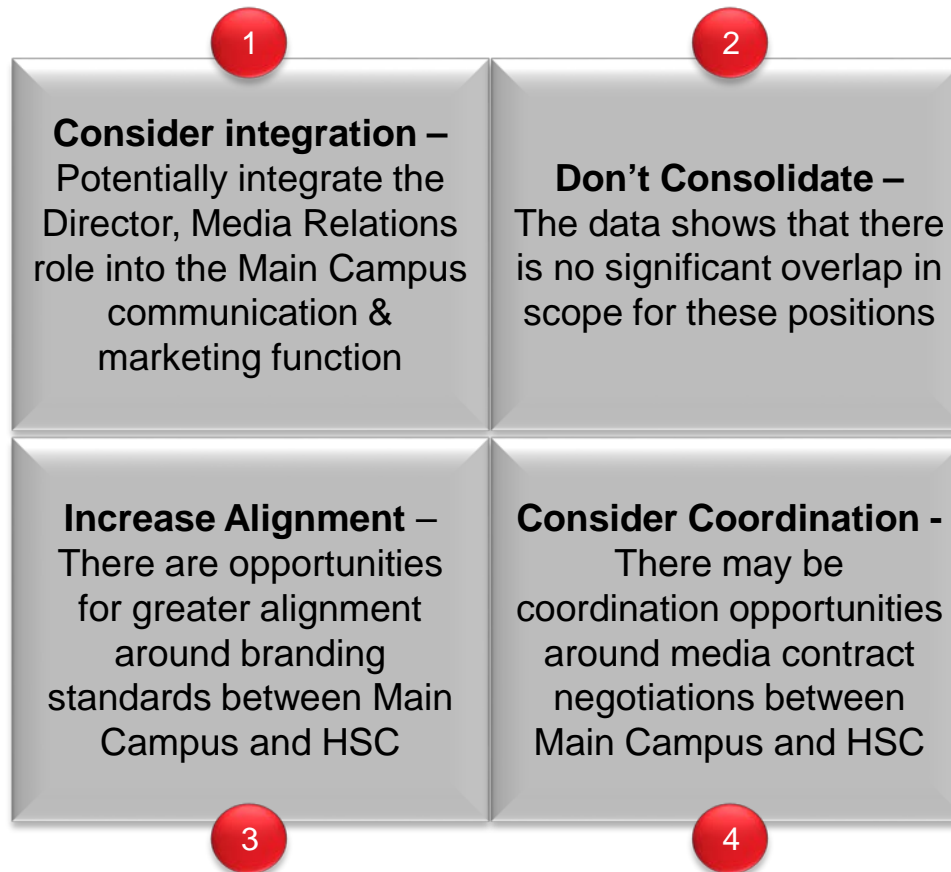 1
Consider integration –
Potentially integrate the
Director, Media Relations
role into the Main Campus
communication &
marketing function
2
Don’t Consolidate –
The data shows that there
is no significant overlap in
scope for these positions
Increase Alignment –
There are opportunities
for greater alignment
around branding
standards between Main
Campus and HSC
3
Consider Coordination -
There may be
coordination opportunities
around media contract
negotiations between
Main Campus and HSC
4